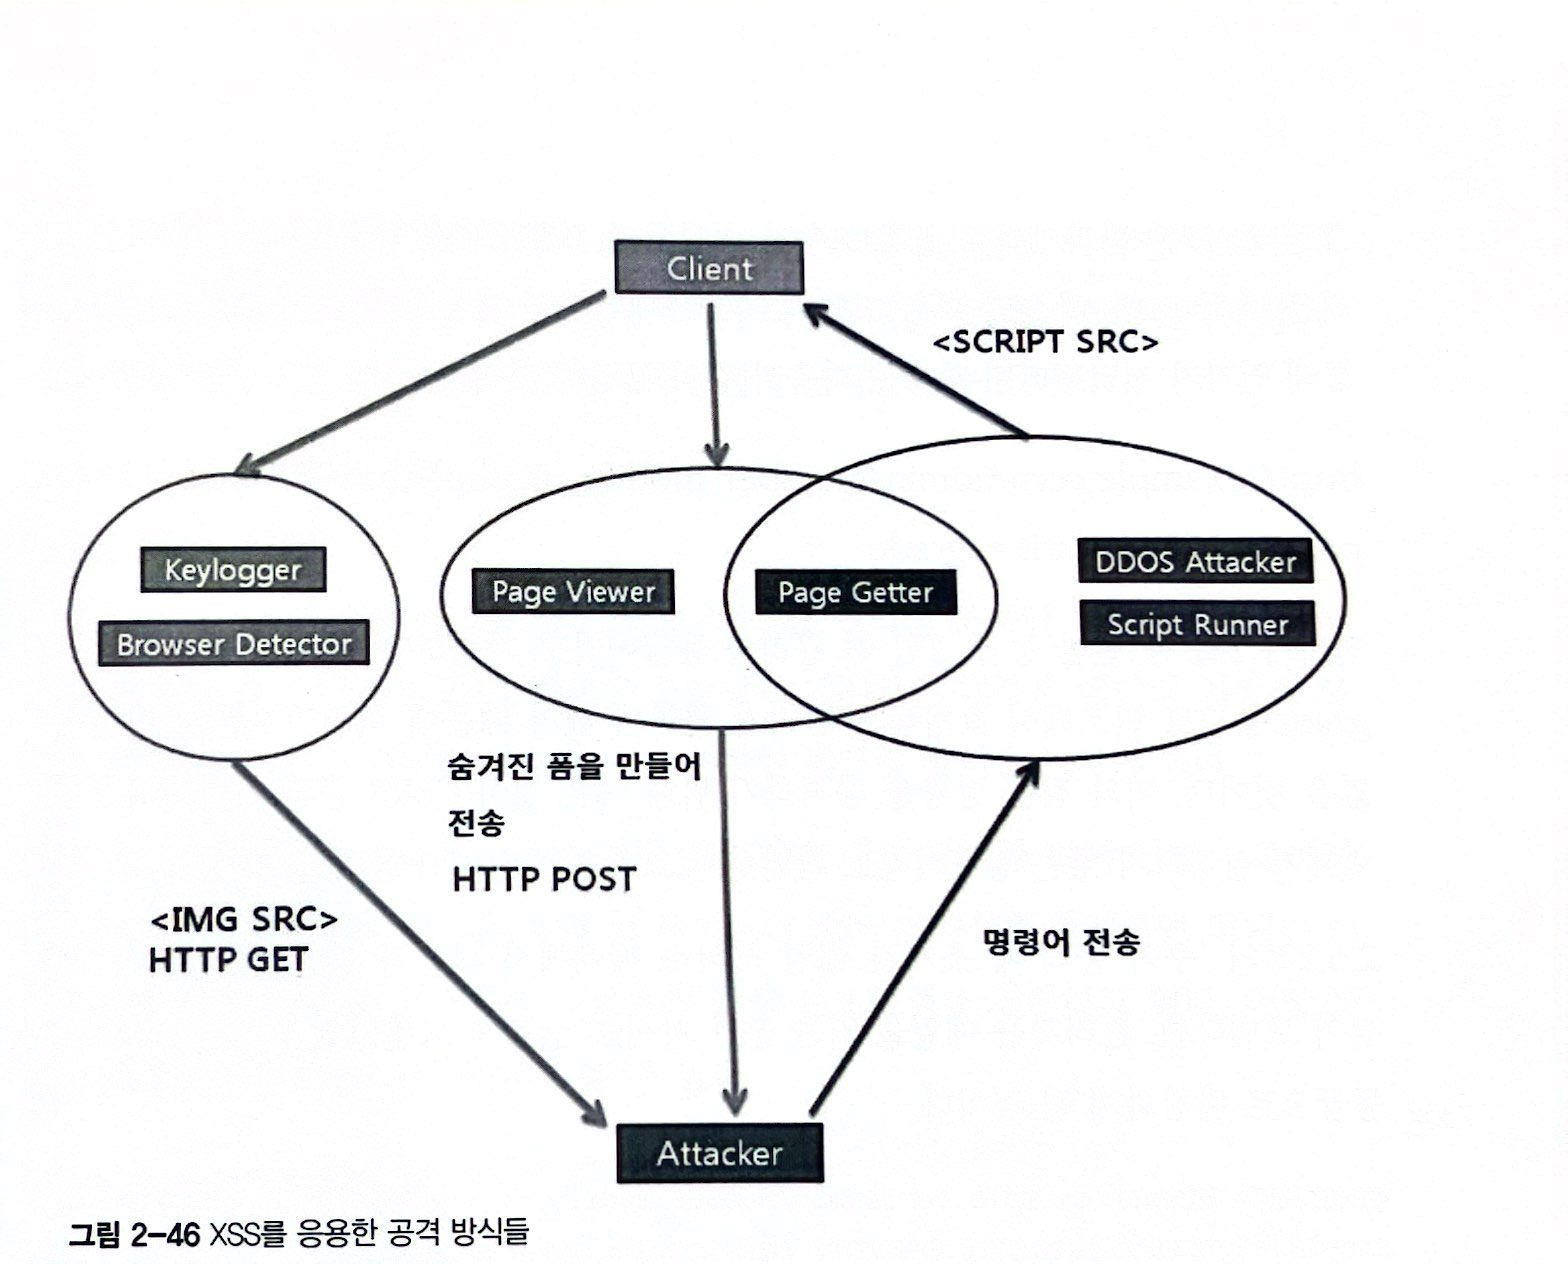 Client
<SCRIPT SRC>
Keylogger
Browser Detector
Page Viewer
Page Getter
DDOS Attacker
Script Runner
숨겨진 폼을 만들어
전송
HTTP POST
<IMG SRC>
HTTP GET
명령어 전송
Attacker
그림 2-46 XSS를 응용한 공격 방식들